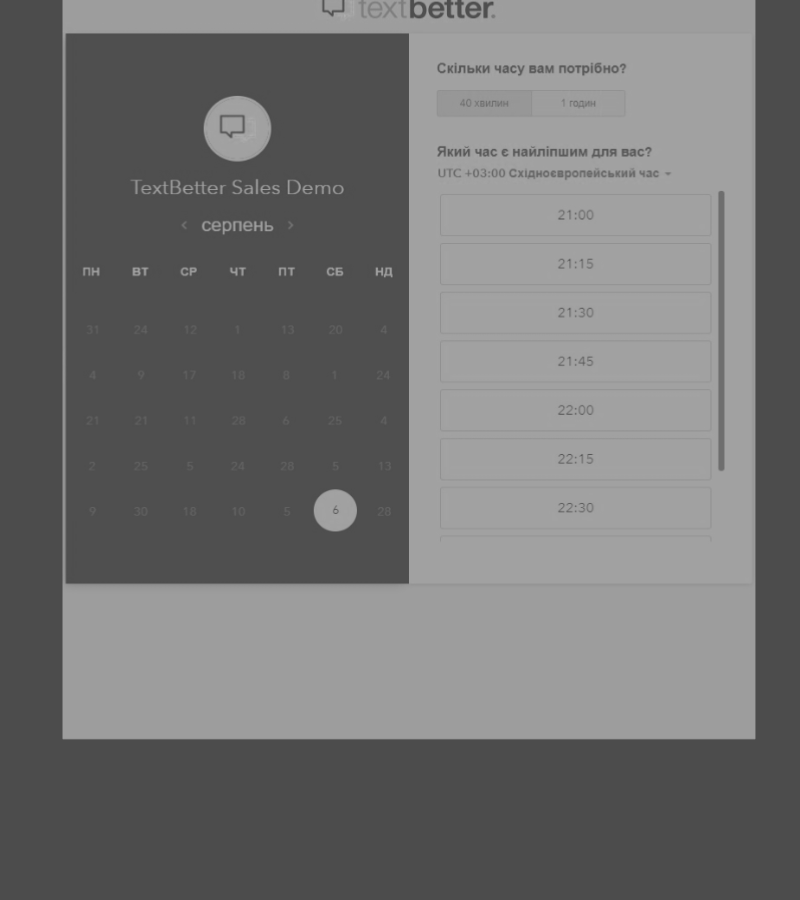 textbetter.
TextBetter Sales Demo
серпень
ПН ВТ СР ЧТ ПТ СБ НД
31 24 12 1 13 20 4
4 9 17 18 8 1 24
21 21 11 28 6 25 4
2 25 5 24 28 5 13
9 30 18 10 5 6 28
Скільки часу вам потрібно?
40 хвилин 1 годин
Який час є найліпшим для вас?
UTC +03:00 Східноєвропейський час
21:00
21:15
21:30
21:45
22:00
22:15
22:30